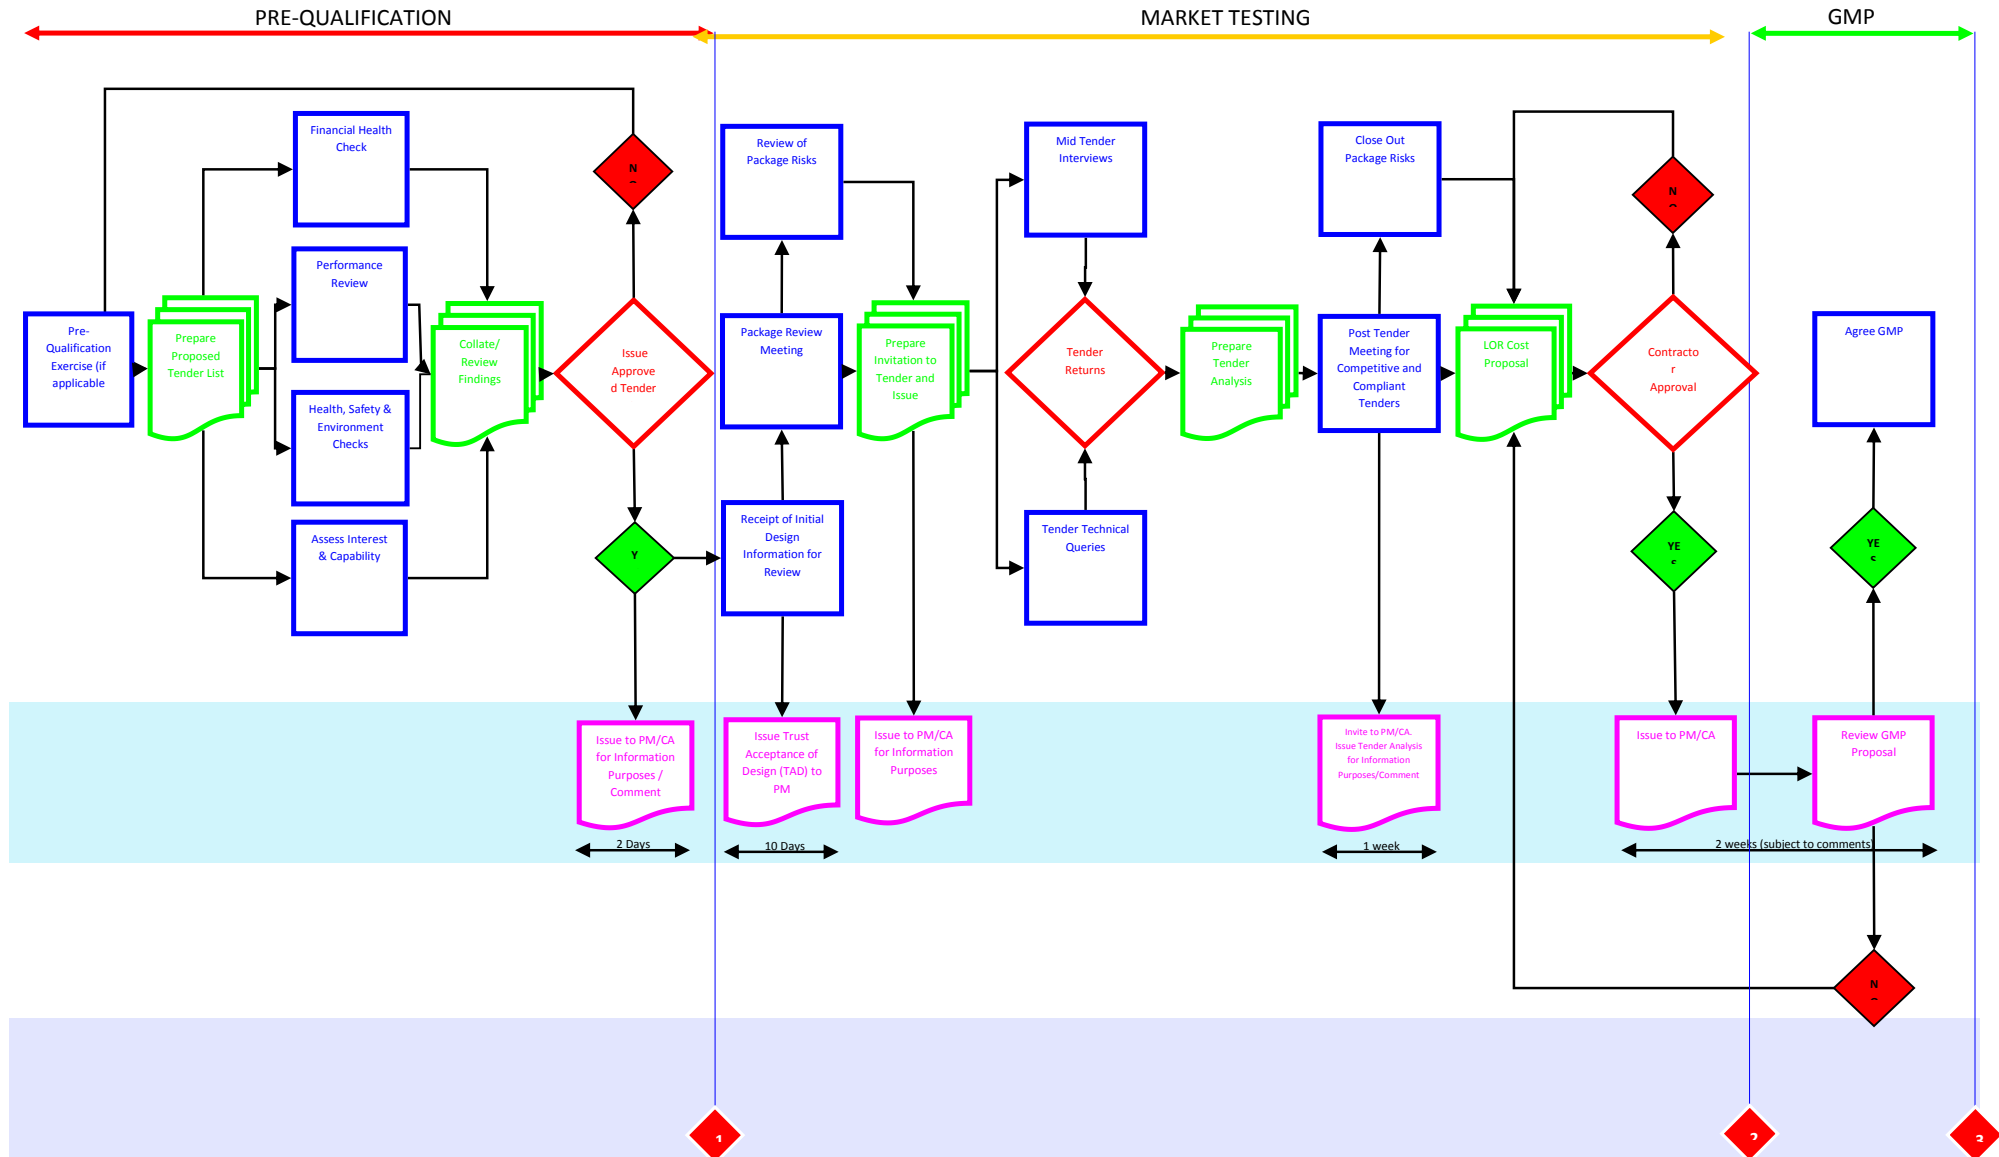 PRE-QUALIFICATION
MARKET TESTING
GMP
Financial Health
Check
Performance
Review
Health, Safety &
Environment
Checks
Assess Interest
& Capability
Pre-
Qualification
Exercise (if
applicable
Prepare
Proposed
Tender List
Collate/
Review
Findings
N
Issue
Approve
d Tender
Y
Review of
Package Risks
Package Review
Meeting
Receipt of Initial
Design
Information for
Review
Prepare
Invitation to
Tender and
Issue
Mid Tender
Interviews
Tender
Returns
Tender Technical
Queries
Prepare
Tender
Analysis
Close Out
Package Risks
Post Tender
Meeting for
Competitive and
Compliant
Tenders
LOR Cost
Proposal
N
Contracto
r
Approval
YE
Agree GMP
YE
S
Issue to PM/CA
for Information
Purposes /
Comment
Issue Trust
Acceptance of
Design (TAD) to
PM
Issue to PM/CA
for Information
Purposes
Invite to PM/CA.
Issue Tender Analysis
for Information
Purposes/Comment
Issue to PM/CA
Review GMP
Proposal
2 Days
10 Days
1 week
2 weeks (subject to comments)
N
1
2
3